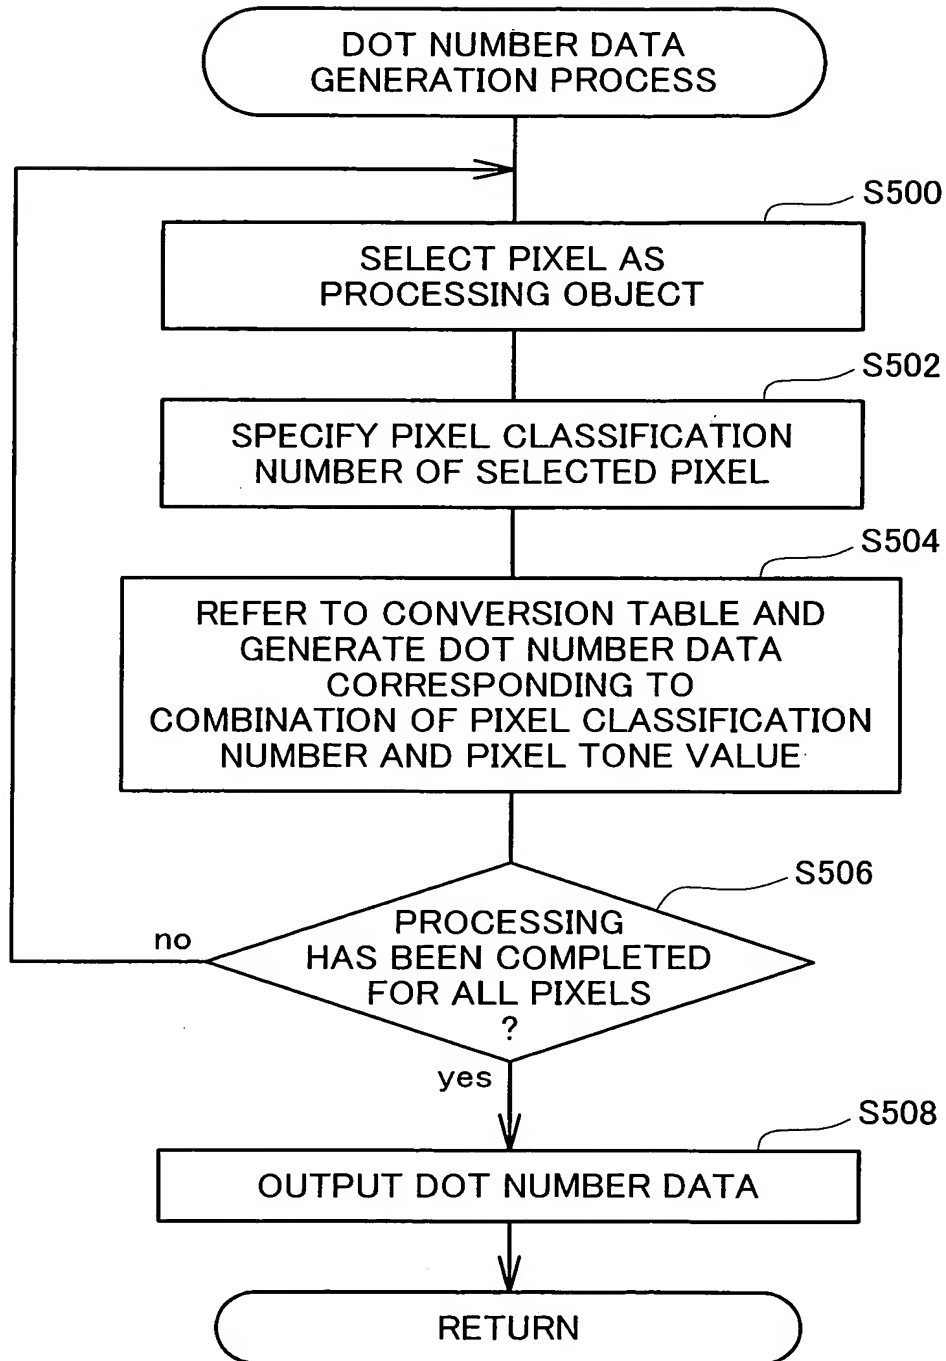 DOT NUMBER DATA
GENERATION PROCESS
S500
SELECT PIXEL AS
PROCESSING OBJECT
S502
SPECIFY PIXEL CLASSIFICATION
NUMBER OF SELECTED PIXEL
S504
REFER TO CONVERSION TABLE AND
GENERATE DOT NUMBER DATA
CORRESPONDING TO
COMBINATION OF PIXEL CLASSIFICATION
NUMBER AND PIXEL TONE VALUE
S506
PROCESSING
HAS BEEN COMPLETED
FOR ALL PIXELS
?
no
yes
S508
OUTPUT DOT NUMBER DATA
RETURN